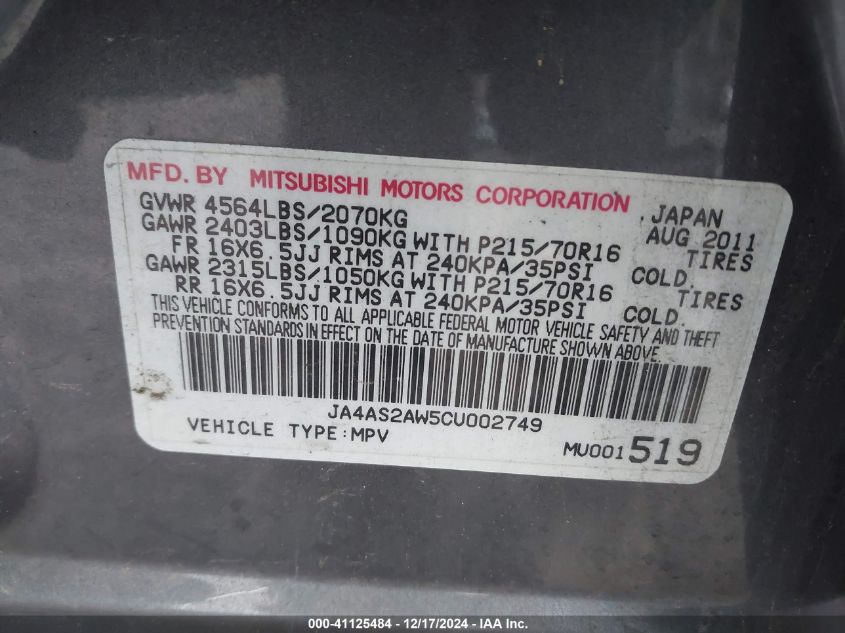 MFD. BY MITSUBISHI MOTORS CORPORATION, JAPAN
GVWR 4564LBS/2070KG AUG 2011
GAWR 2403LBS/1090KG WITH P215/70R16 TIRES
FR 16X6.5JJ RIMS AT 240KPA/35PSI COLD.
GAWR 2315LBS/1050KG WITH P215/70R16 TIRES
RR 16X6.5JJ RIMS AT 240KPA/35PSI COLD.
THIS VEHICLE CONFORMS TO ALL APPLICABLE FEDERAL MOTOR VEHICLE SAFETY AND THEFT
PREVENTION STANDARDS IN EFFECT ON THE DATE OF MANUFACTURE SHOWN ABOVE.
JA4AS2AW5CU002749
VEHICLE TYPE:MPV
MU001519
000-41125484 - 12/17/2024 - IAA Inc.